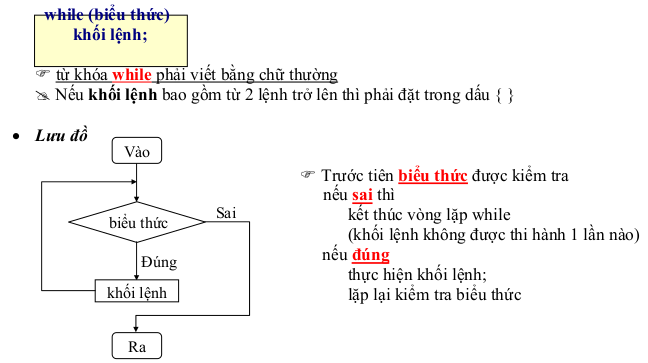 while (biểu thức)
khối lệnh;
☞ từ khóa while phải viết bằng chữ thường
✎ Nếu khối lệnh bao gồm từ 2 lệnh trở lên thì phải đặt trong dấu { }
• Lưu đồ
Vào
biểu thức
Sai
Đúng
khối lệnh
Ra
☞ Trước tiên biểu thức được kiểm tra
nếu sai thì
kết thúc vòng lặp while
(khối lệnh không được thi hành 1 lần nào)
nếu đúng
thực hiện khối lệnh;
lặp lại kiểm tra biểu thức